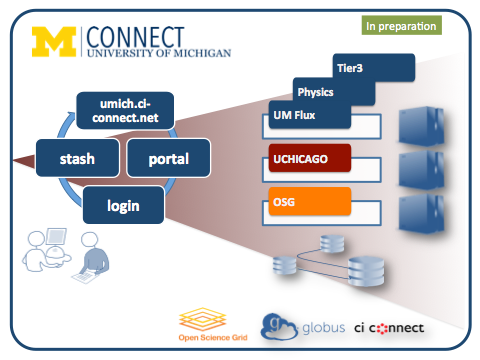 In preparation
M CONNECT
UNIVERSITY OF MICHIGAN
Tier3
Physics
UM Flux
umich.ci-
connect.net
stash
portal
login
UCHICAGO
OSG
Open Science Grid
g globus
ci connect